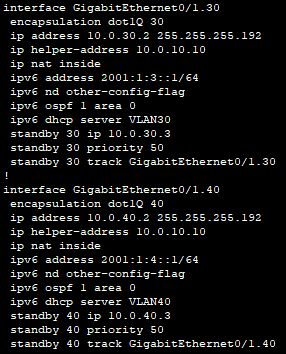 interface GigabitEthernet0/1.30
 encapsulation dot1Q 30
 ip address 10.0.30.2 255.255.255.192
 ip helper-address 10.0.10.10
 ip nat inside
 ipv6 address 2001:1:3::1/64
 ipv6 nd other-config-flag
 ipv6 ospf 1 area 0
 ipv6 dhcp server VLAN30
 standby 30 ip 10.0.30.3
 standby 30 priority 50
 standby 30 track GigabitEthernet0/1.30
!
interface GigabitEthernet0/1.40
 encapsulation dot1Q 40
 ip address 10.0.40.2 255.255.255.192
 ip helper-address 10.0.10.10
 ip nat inside
 ipv6 address 2001:1:4::1/64
 ipv6 nd other-config-flag
 ipv6 ospf 1 area 0
 ipv6 dhcp server VLAN40
 standby 40 ip 10.0.40.3
 standby 40 priority 50
 standby 40 track GigabitEthernet0/1.40